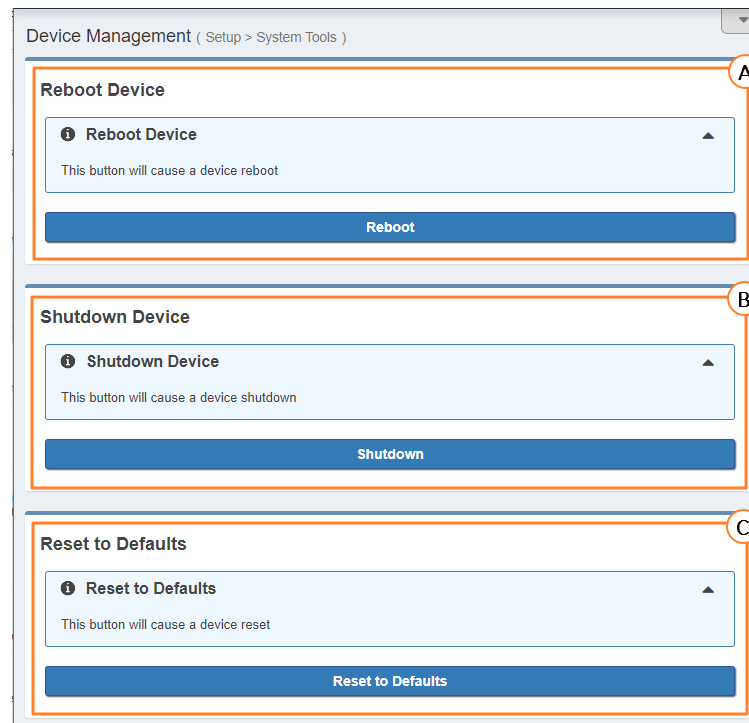 Device Management ( Setup > System Tools )
A
Reboot Device
Reboot Device
This button will cause a device reboot
Reboot
B
Shutdown Device
Shutdown Device
This button will cause a device shutdown
Shutdown
C
Reset to Defaults
Reset to Defaults
This button will cause a device reset
Reset to Defaults